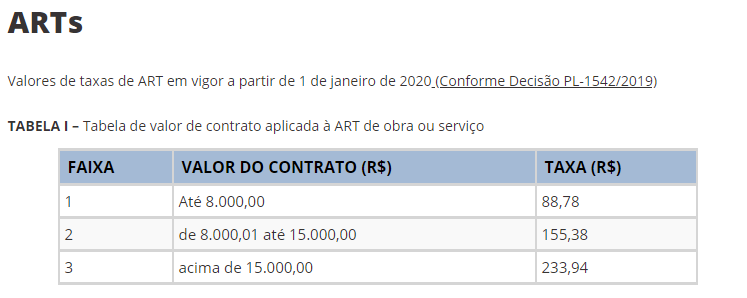 ARTs
Valores de taxas de ART em vigor a partir de 1 de janeiro de 2020 (Conforme Decisão PL-1542/2019)
TABELA I – Tabela de valor de contrato aplicada à ART de obra ou serviço
FAIXA VALOR DO CONTRATO (R$) TAXA (R$)
1 Até 8.000,00 88,78
2 de 8.000,01 até 15.000,00 155,38
3 acima de 15.000,00 233,94